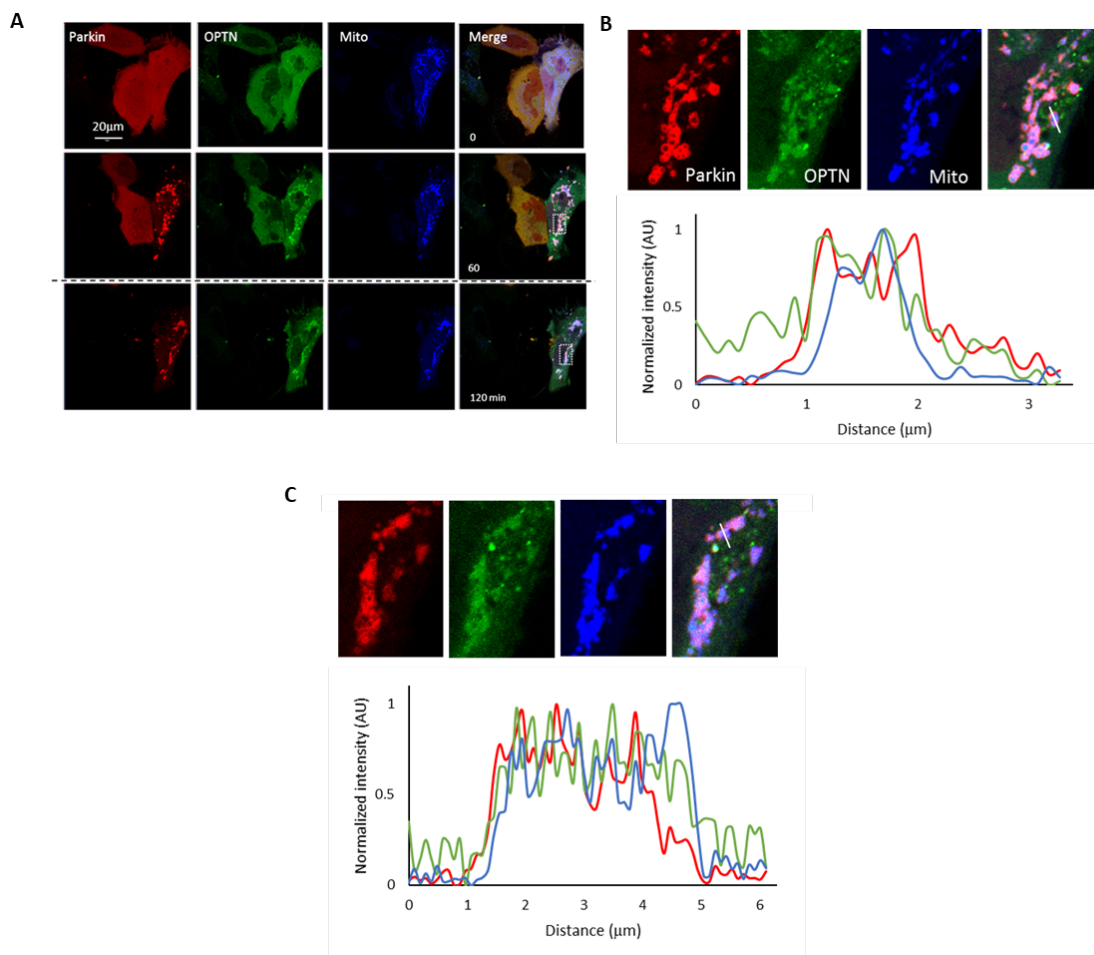 A
Parkin OPTN Mito Merge
20μm
0
60
120 min
B
Parkin OPTN Mito
Normalized intensity (AU)
1
0.5
0
0 1 2 3
Distance (μm)
C
Normalized intensity (AU)
1
0.5
0
0 1 2 3 4 5 6
Distance (μm)